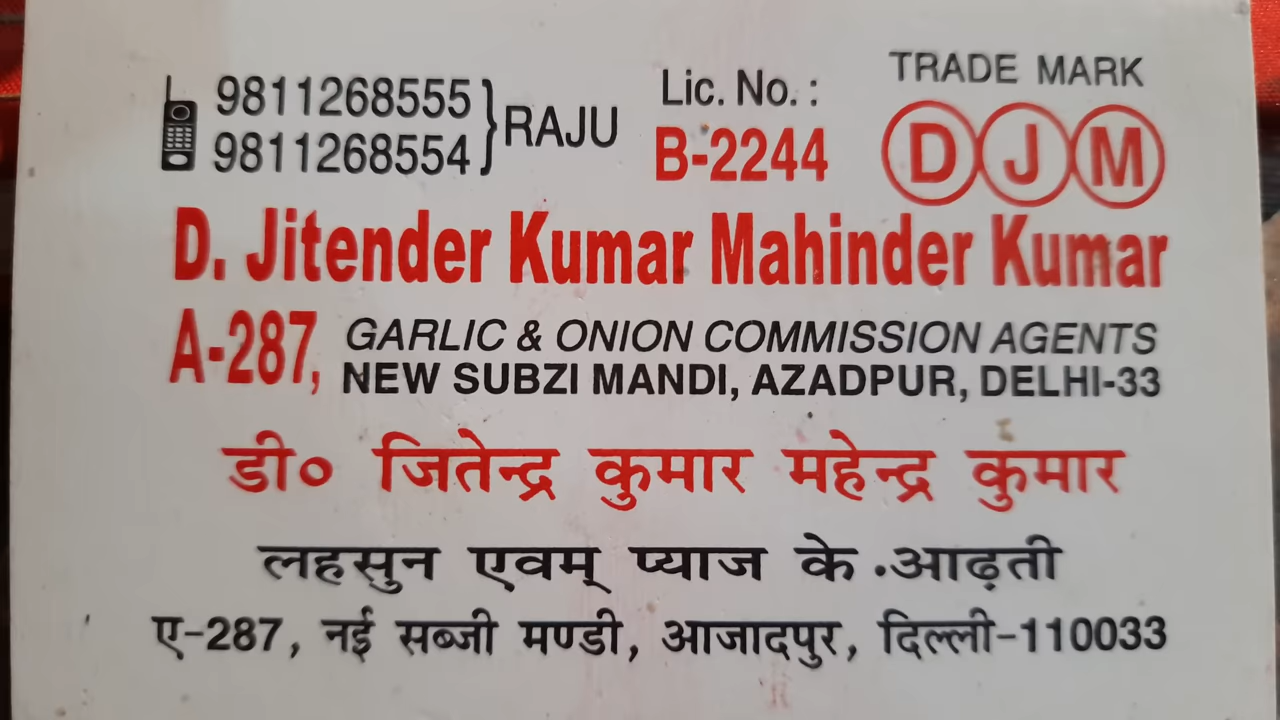 9811268555
9811268554
RAJU
Lic. No. :
B-2244
TRADE MARK
D J M
D. Jitender Kumar Mahinder Kumar
A-287,
GARLIC & ONION COMMISSION AGENTS
NEW SUBZI MANDI, AZADPUR, DELHI-33
डी० जितेन्द्र कुमार महेन्द्र कुमार
लहसुन एवम् प्याज के .आढ़ती
ए-287, नई सब्जी मण्डी, आजादपुर, दिल्ली-110033